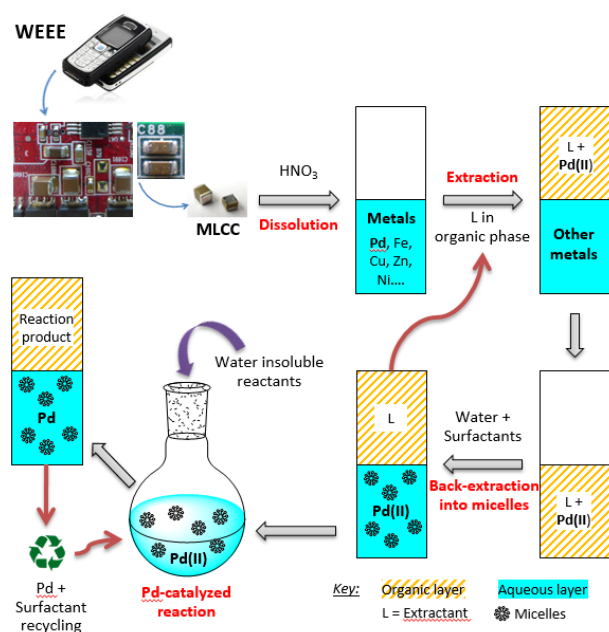 WEEE
C88
MLCC
HNO3
Dissolution
Metals
Pd, Fe,
Cu, Zn,
Ni....
Extraction
L in
organic phase
L +
Pd(II)
Other
metals
Reaction
product
Pd
Water insoluble
reactants
L
Pd(II)
Water +
Surfactants
Back-extraction
into micelles
L +
Pd(II)
Pd(II)
Pd +
Surfactant
recycling
Pd-catalyzed
reaction
Key:
Organic layer
Aqueous layer
L = Extractant
Micelles